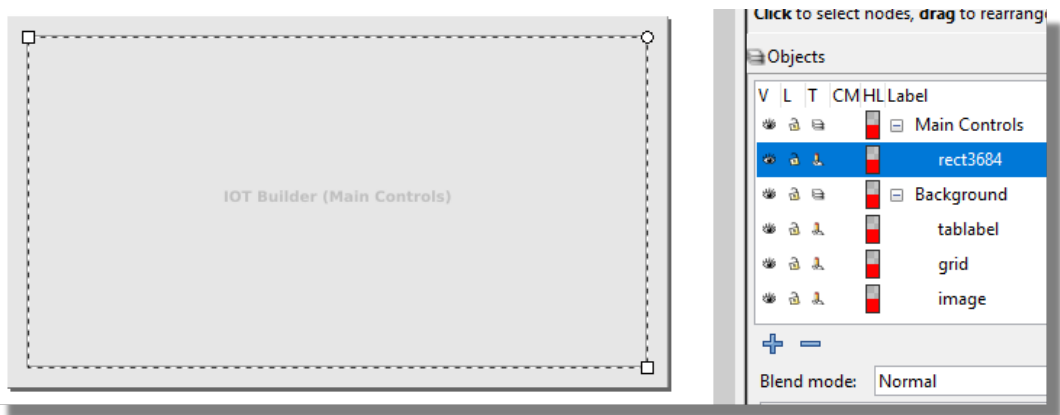 Click to select nodes, drag to rearrang
Objects
V L T CM HL Label
Main Controls
rect3684
Background
tablabel
grid
image
Blend mode: Normal
IOT Builder (Main Controls)